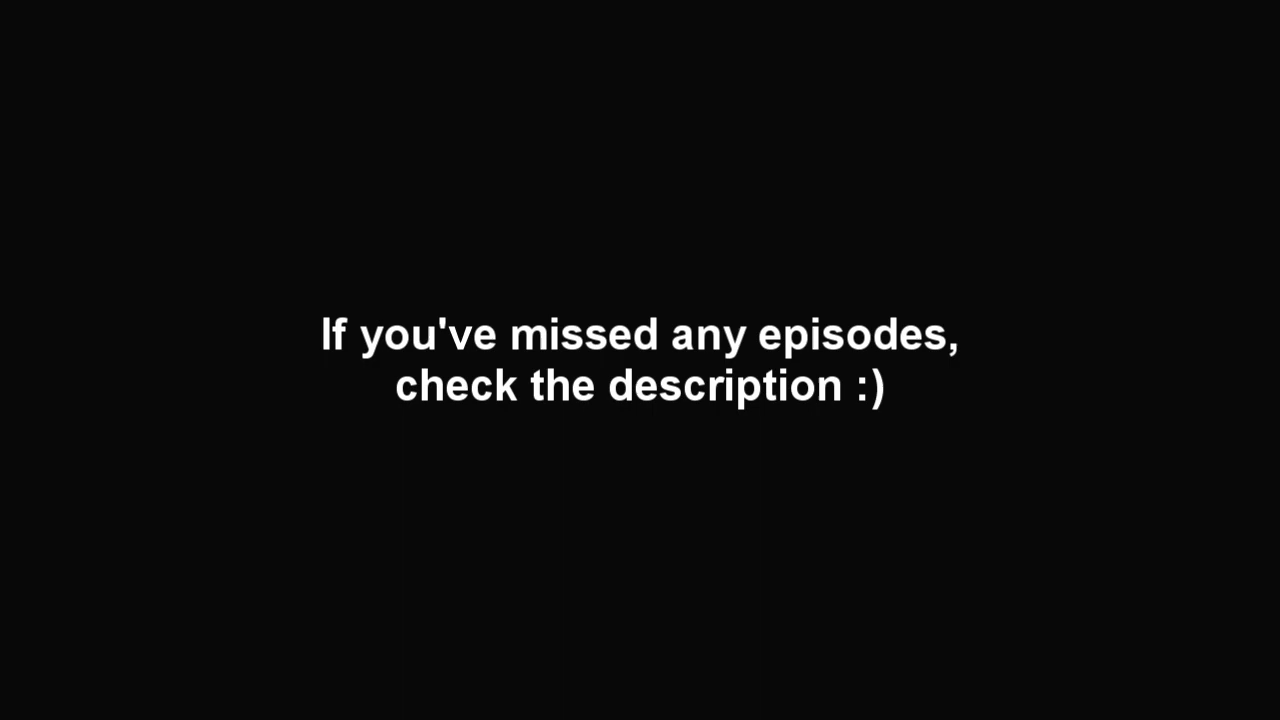 If you've missed any episodes,
check the description :)